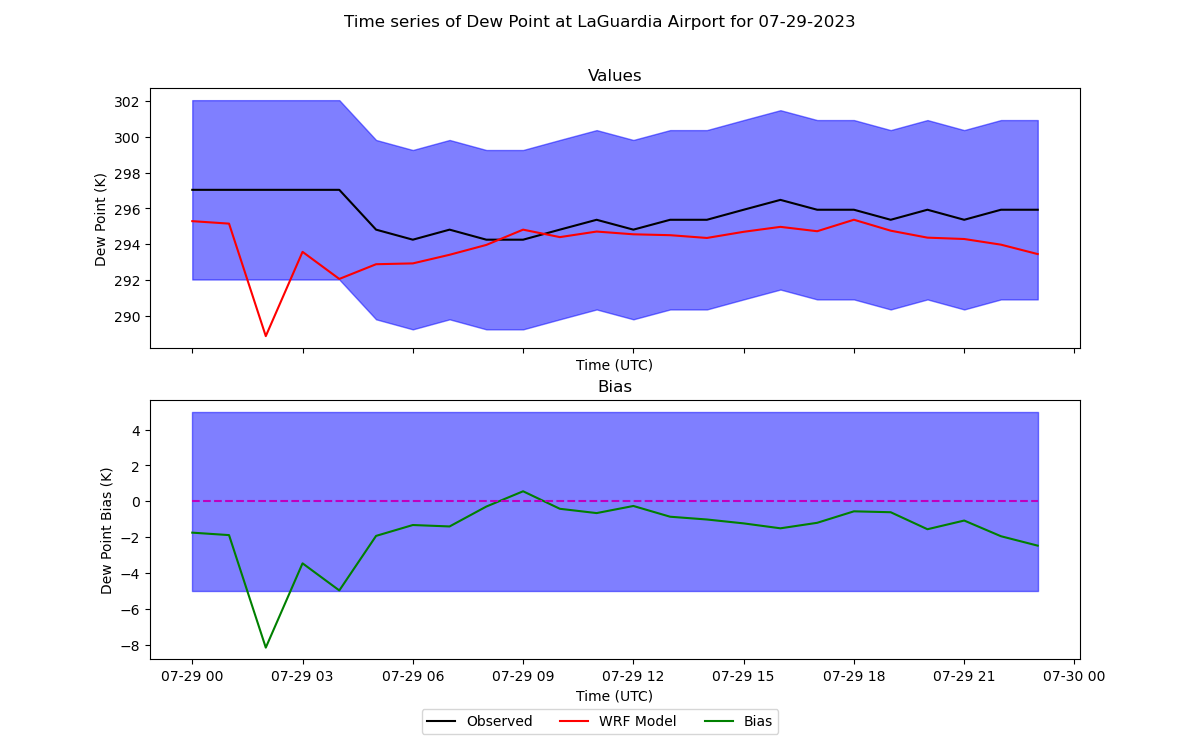 Time series of Dew Point at LaGuardia Airport for 07-29-2023
Values
Dew Point (K)
302
300
298
296
294
292
290
Time (UTC)
Bias
Dew Point Bias (K)
4
2
0
−2
−4
−6
−8
07-29 00 07-29 03 07-29 06 07-29 09 07-29 12 07-29 15 07-29 18 07-29 21 07-30 00
Time (UTC)
Observed WRF Model Bias